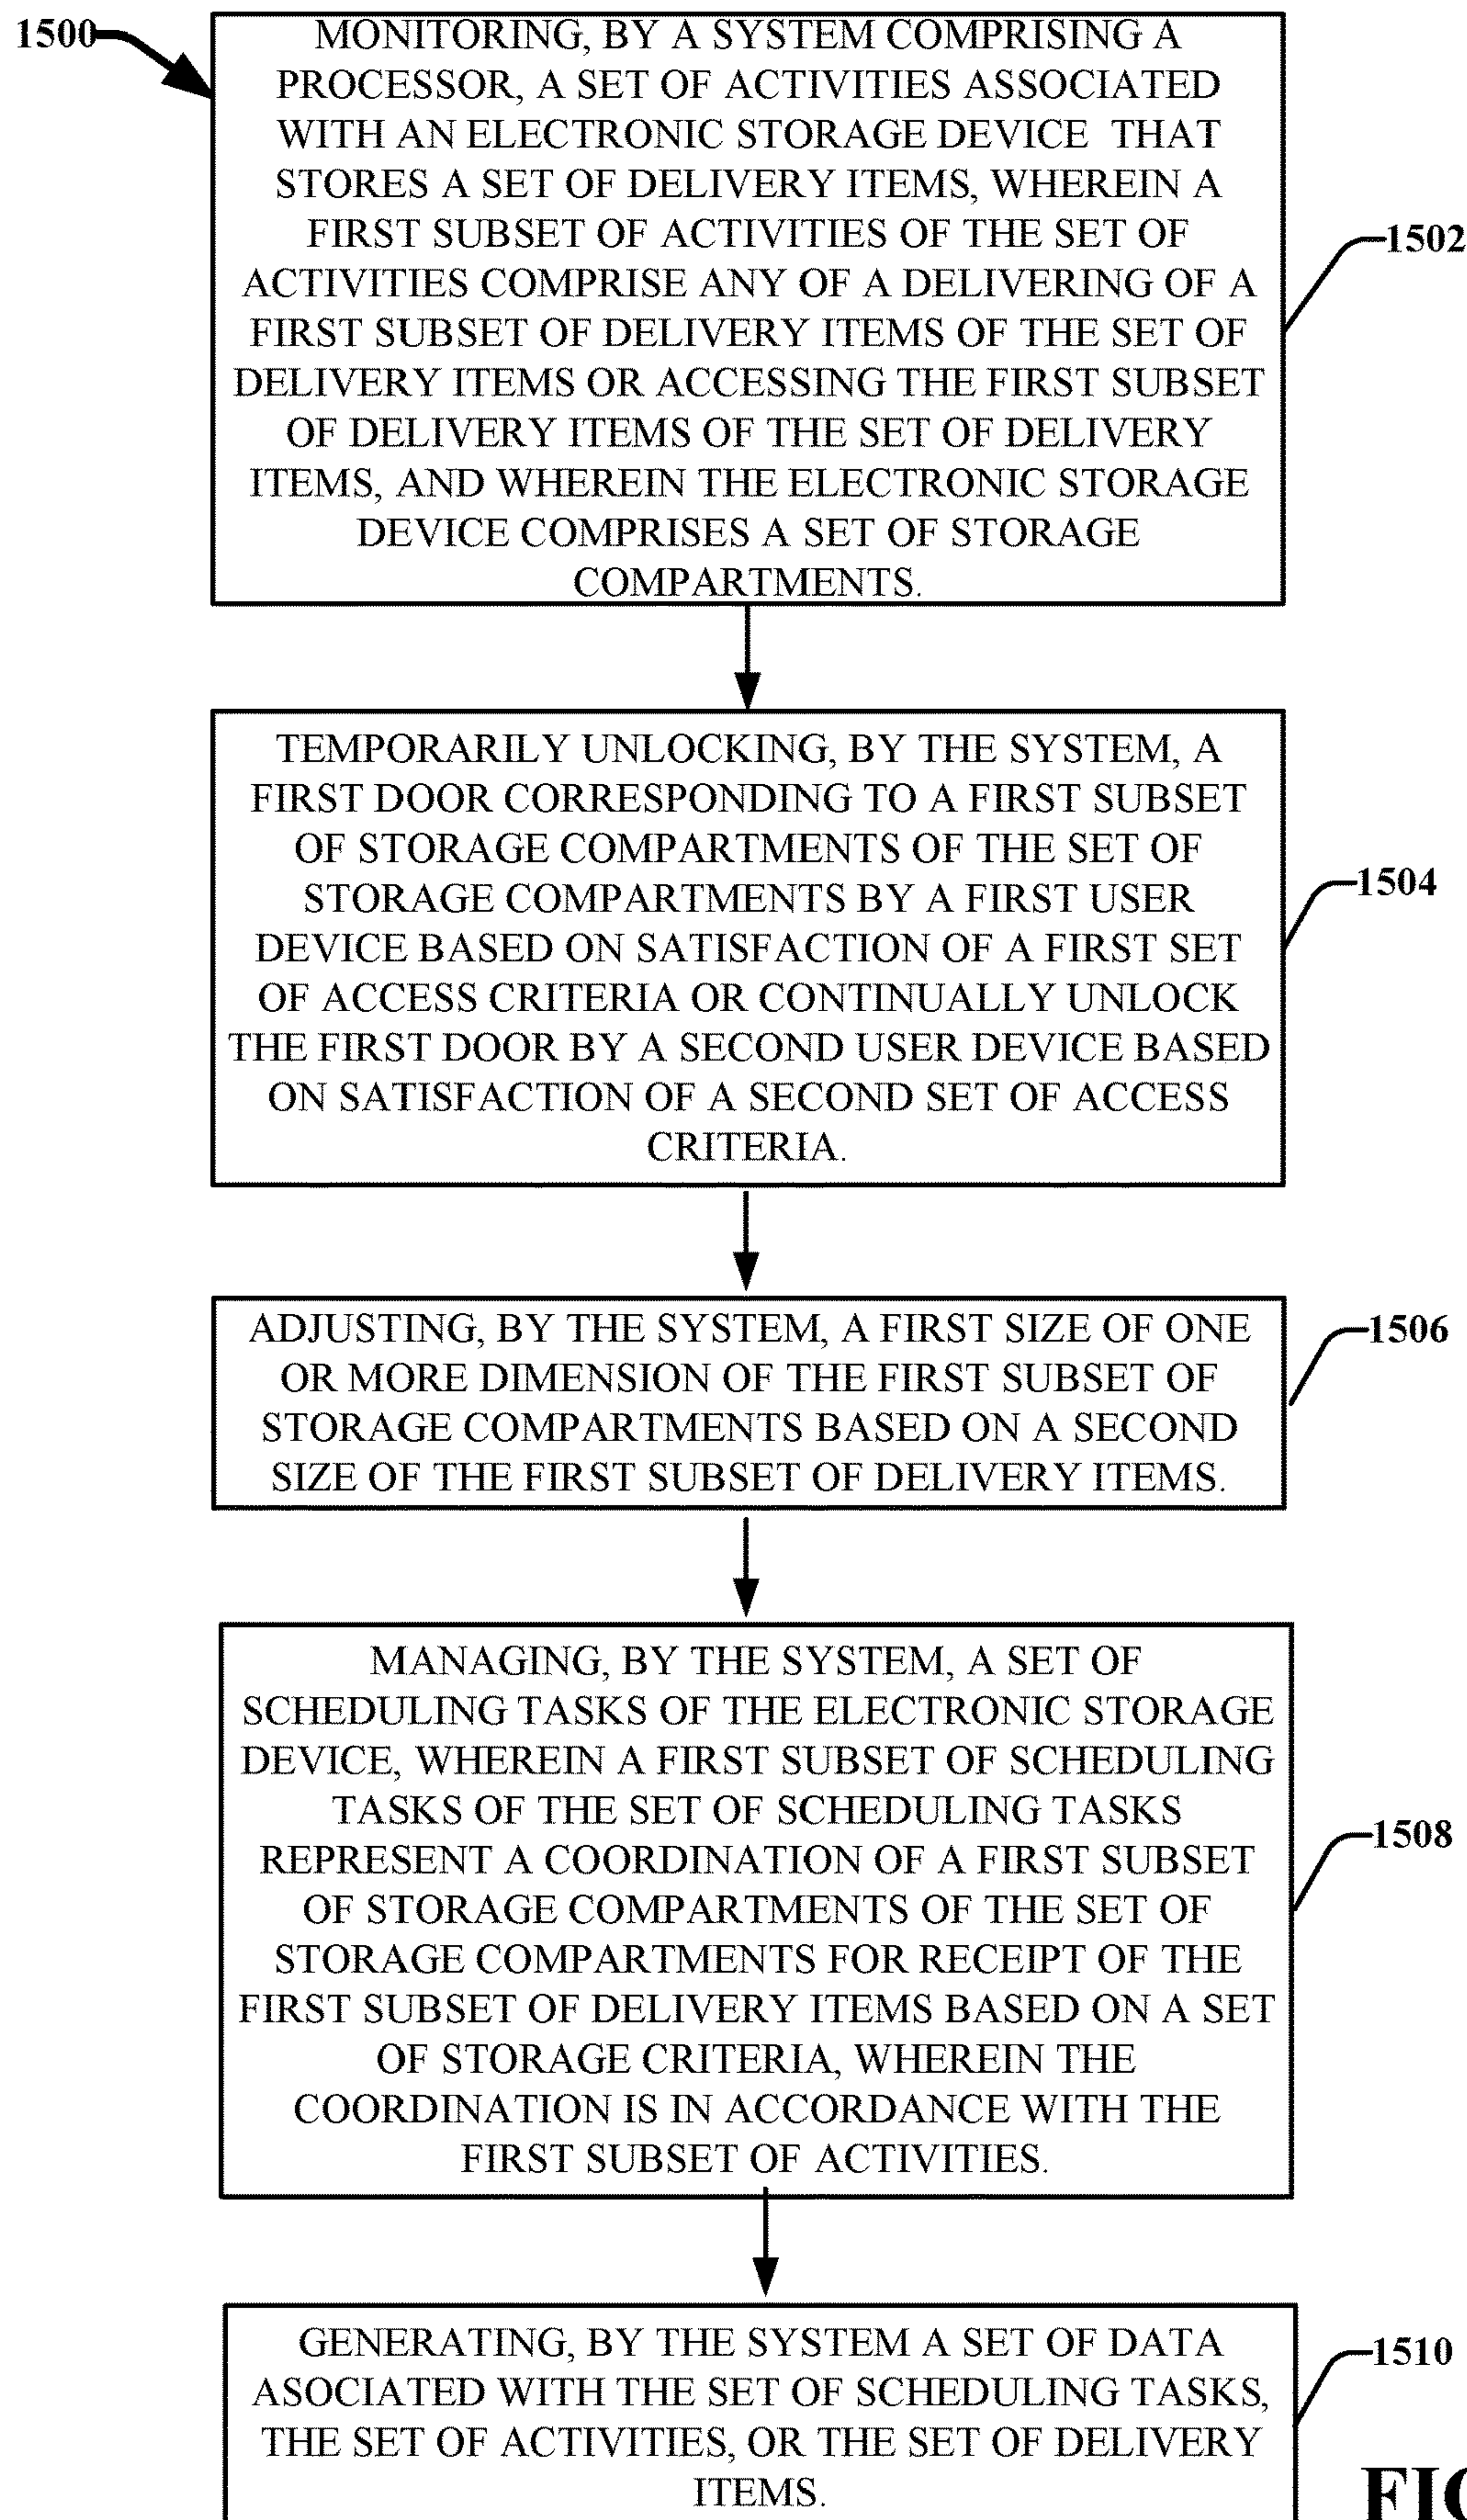 1500
MONITORING, BY A SYSTEM COMPRISING A
PROCESSOR, A SET OF ACTIVITIES ASSOCIATED
WITH AN ELECTRONIC STORAGE DEVICE THAT
STORES A SET OF DELIVERY ITEMS, WHEREIN A
FIRST SUBSET OF ACTIVITIES OF THE SET OF
ACTIVITIES COMPRISE ANY OF A DELIVERING OF A
FIRST SUBSET OF DELIVERY ITEMS OF THE SET OF
DELIVERY ITEMS OR ACCESSING THE FIRST SUBSET
OF DELIVERY ITEMS OF THE SET OF DELIVERY
ITEMS, AND WHEREIN THE ELECTRONIC STORAGE
DEVICE COMPRISES A SET OF STORAGE
COMPARTMENTS.
1502
TEMPORARILY UNLOCKING, BY THE SYSTEM, A
FIRST DOOR CORRESPONDING TO A FIRST SUBSET
OF STORAGE COMPARTMENTS OF THE SET OF
STORAGE COMPARTMENTS BY A FIRST USER
DEVICE BASED ON SATISFACTION OF A FIRST SET
OF ACCESS CRITERIA OR CONTINUALLY UNLOCK
THE FIRST DOOR BY A SECOND USER DEVICE BASED
ON SATISFACTION OF A SECOND SET OF ACCESS
CRITERIA.
1504
ADJUSTING, BY THE SYSTEM, A FIRST SIZE OF ONE
OR MORE DIMENSION OF THE FIRST SUBSET OF
STORAGE COMPARTMENTS BASED ON A SECOND
SIZE OF THE FIRST SUBSET OF DELIVERY ITEMS.
1506
MANAGING, BY THE SYSTEM, A SET OF
SCHEDULING TASKS OF THE ELECTRONIC STORAGE
DEVICE, WHEREIN A FIRST SUBSET OF SCHEDULING
TASKS OF THE SET OF SCHEDULING TASKS
REPRESENT A COORDINATION OF A FIRST SUBSET
OF STORAGE COMPARTMENTS OF THE SET OF
STORAGE COMPARTMENTS FOR RECEIPT OF THE
FIRST SUBSET OF DELIVERY ITEMS BASED ON A SET
OF STORAGE CRITERIA, WHEREIN THE
COORDINATION IS IN ACCORDANCE WITH THE
FIRST SUBSET OF ACTIVITIES.
1508
GENERATING, BY THE SYSTEM A SET OF DATA
ASOCIATED WITH THE SET OF SCHEDULING TASKS,
THE SET OF ACTIVITIES, OR THE SET OF DELIVERY
ITEMS.
1510